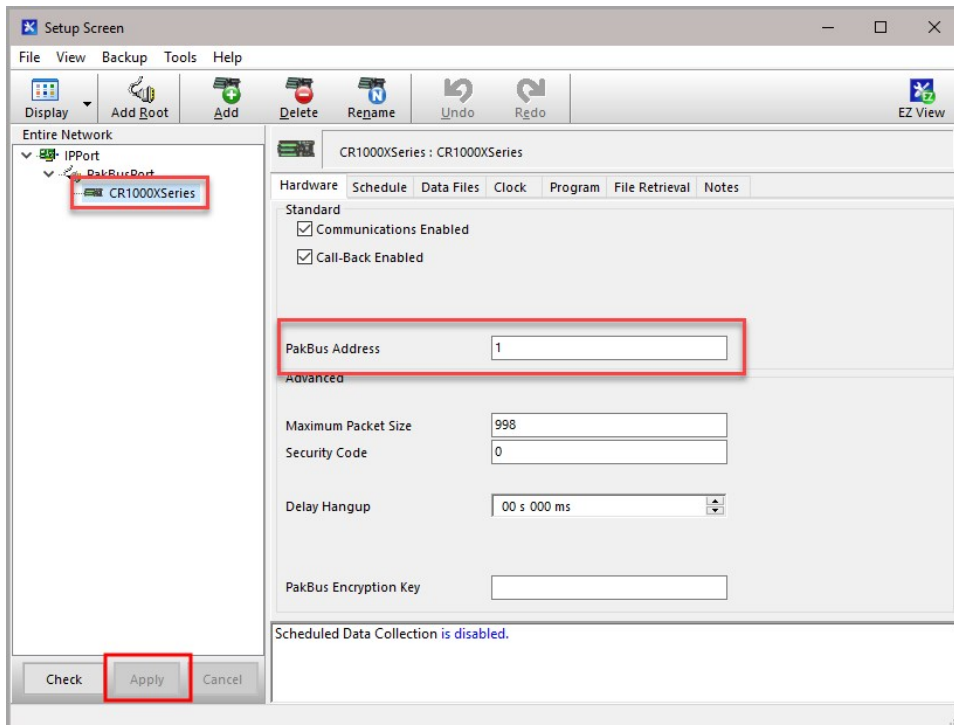 Setup Screen
File View Backup Tools Help
Display Add Root Add Delete Rename Undo Redo EZ View
Entire Network
IPPort
PakBusPort
CR1000XSeries
CR1000XSeries : CR1000XSeries
Hardware Schedule Data Files Clock Program File Retrieval Notes
Standard
Communications Enabled
Call-Back Enabled
PakBus Address 1
Advanced
Maximum Packet Size 998
Security Code 0
Delay Hangup 00 s 000 ms
PakBus Encryption Key
Scheduled Data Collection is disabled.
Check Apply Cancel